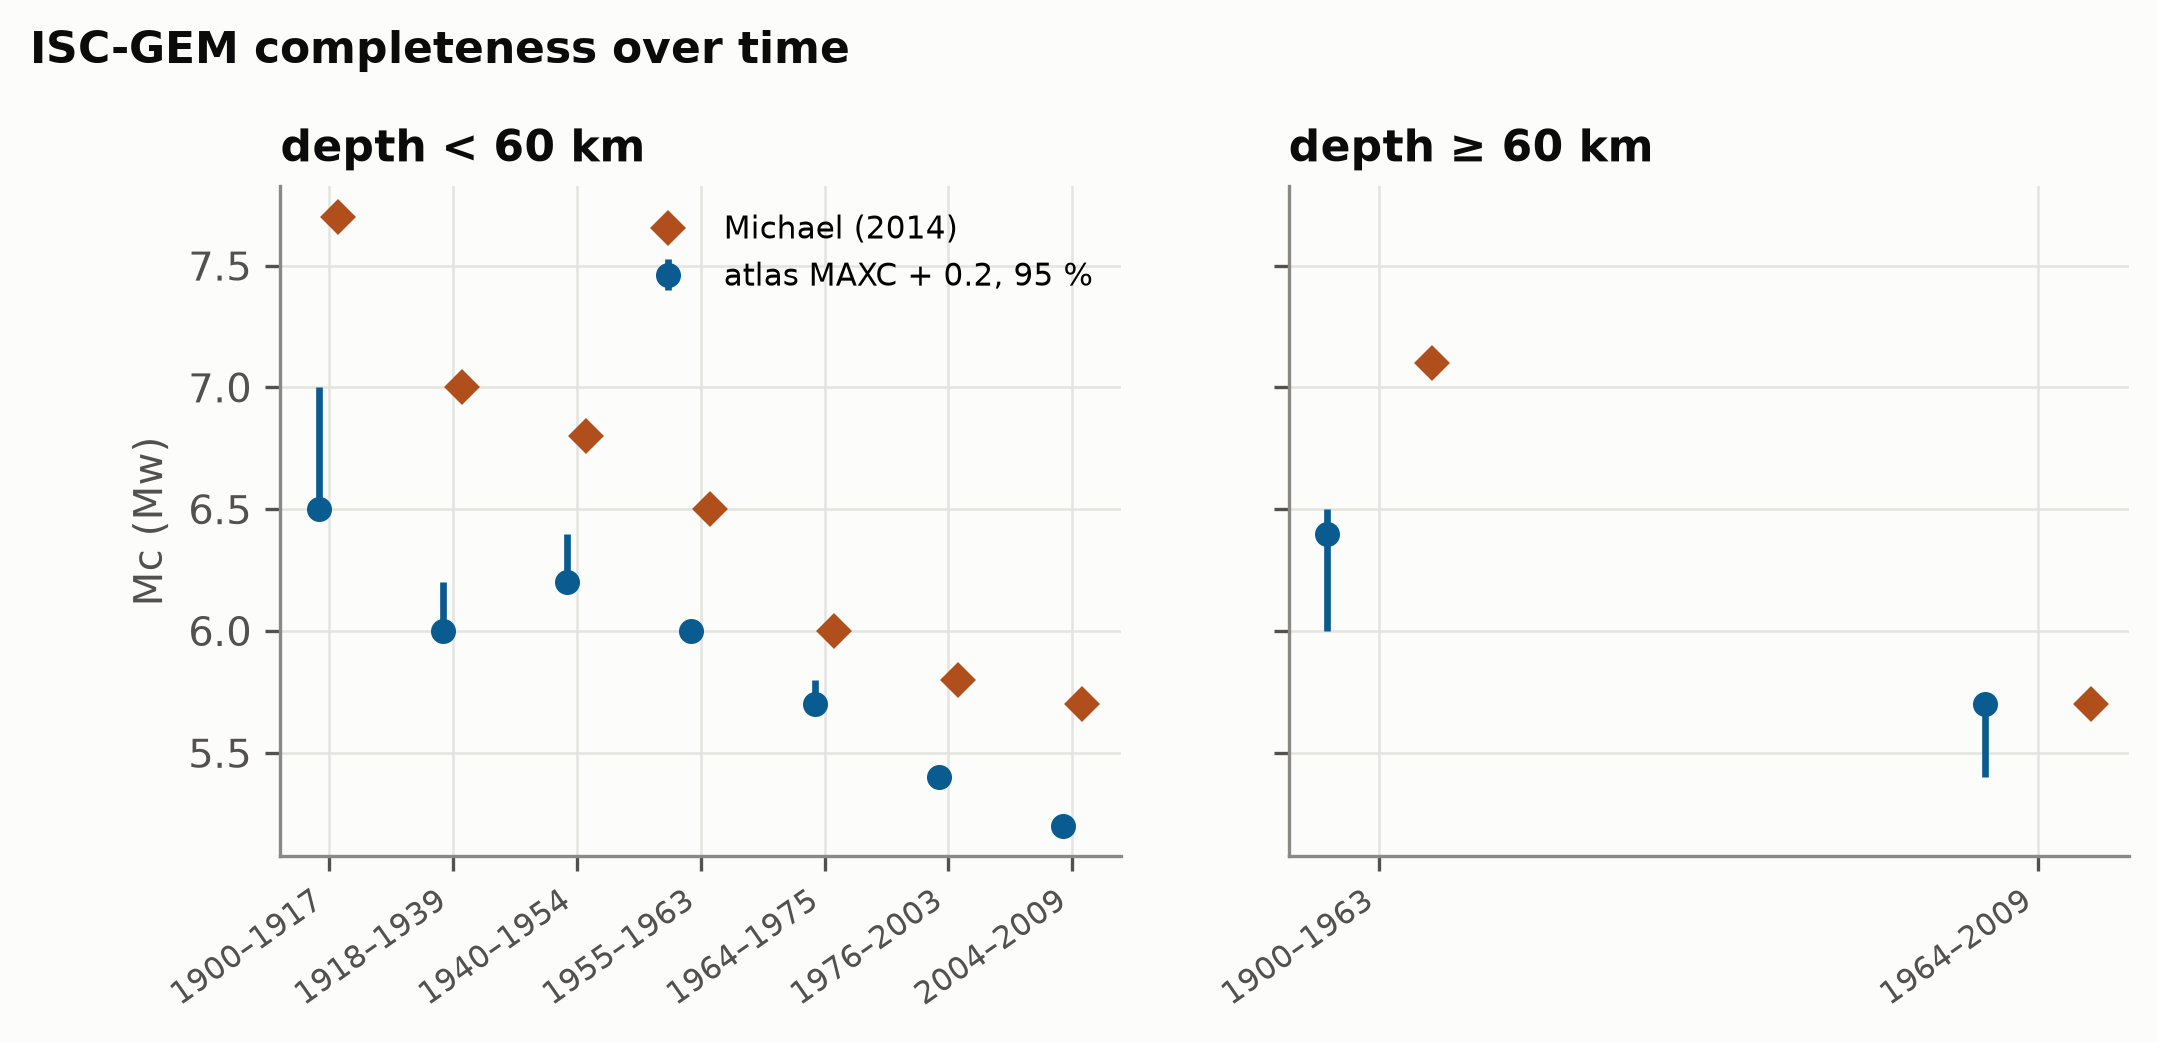 ISC-GEM completeness over time
depth < 60 km
depth ≥ 60 km
Michael (2014)
atlas MAXC + 0.2, 95 %
Mc (Mw)
7.5
7.0
6.5
6.0
5.5
1900–1917
1918–1939
1940–1954
1955–1963
1964–1975
1976–2003
2004–2009
1900–1963
1964–2009